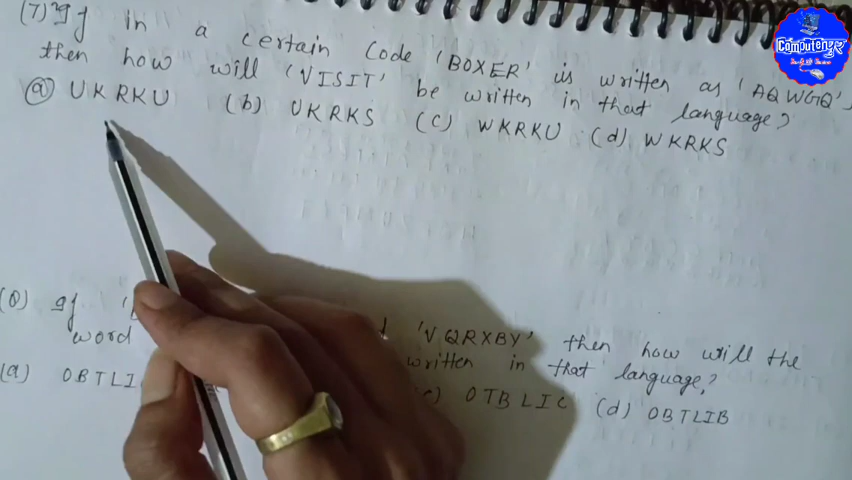 (7) If in a certain Code 'BOXER' is written as 'AQWGQ',
then how will 'VISIT' be written in that language?
(a) UKRKU (b) UKRKS (c) WKRKU (d) WKRKS
If 'VQRXBY' then how will the
word written in that language?
(a) OBTLI OTBLIC (d) OBTLIB
Computengz